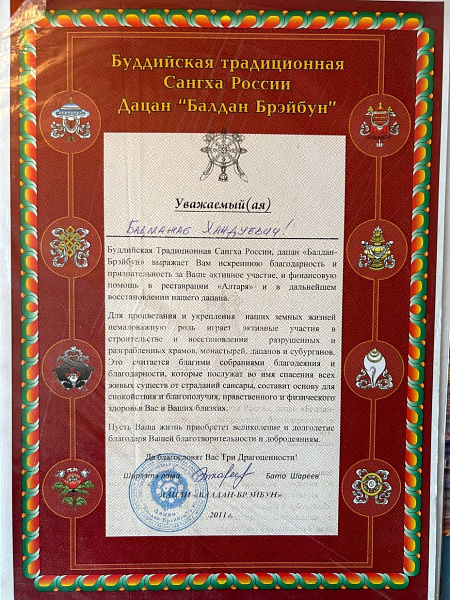 Буддийская традиционная
Сангха России
Дацан "Балдан Брэйбун"
Уважаемый(ая)
Бадмажаб Хандуевич!
Буддийская Традиционная Сангха России, дацан «Балдан-
Брэйбун» выражает Вам искреннюю благодарность и
признательность за Ваше активное участие, и финансовую
помощь в реставрации «Алтаря» и в дальнейшем
восстановлении нашего дацана.
Для процветания и укрепления наших земных жизней
немаловажную роль играет активные участия в
строительстве и восстановлении разрушенных и
разграбленных храмов, монастырей, дацанов и субурганов.
Это считается благими собраниями благодеяния и
благодарности, которые послужат во имя спасения всех
живых существ от страданий сансары, составит основу для
спокойствия и благополучия, нравственного и физического
здоровья Вас и Ваших близких.
Пусть Ваша жизнь приобретет великолепие и долголетие
благодаря Вашей благотворительности и добродеяниям.
Да благословят Вас Три Драгоценности!
Ширээтэ лама Бато Шареев
«БАЛДАН-БРЭЙБУН»
2011 г.